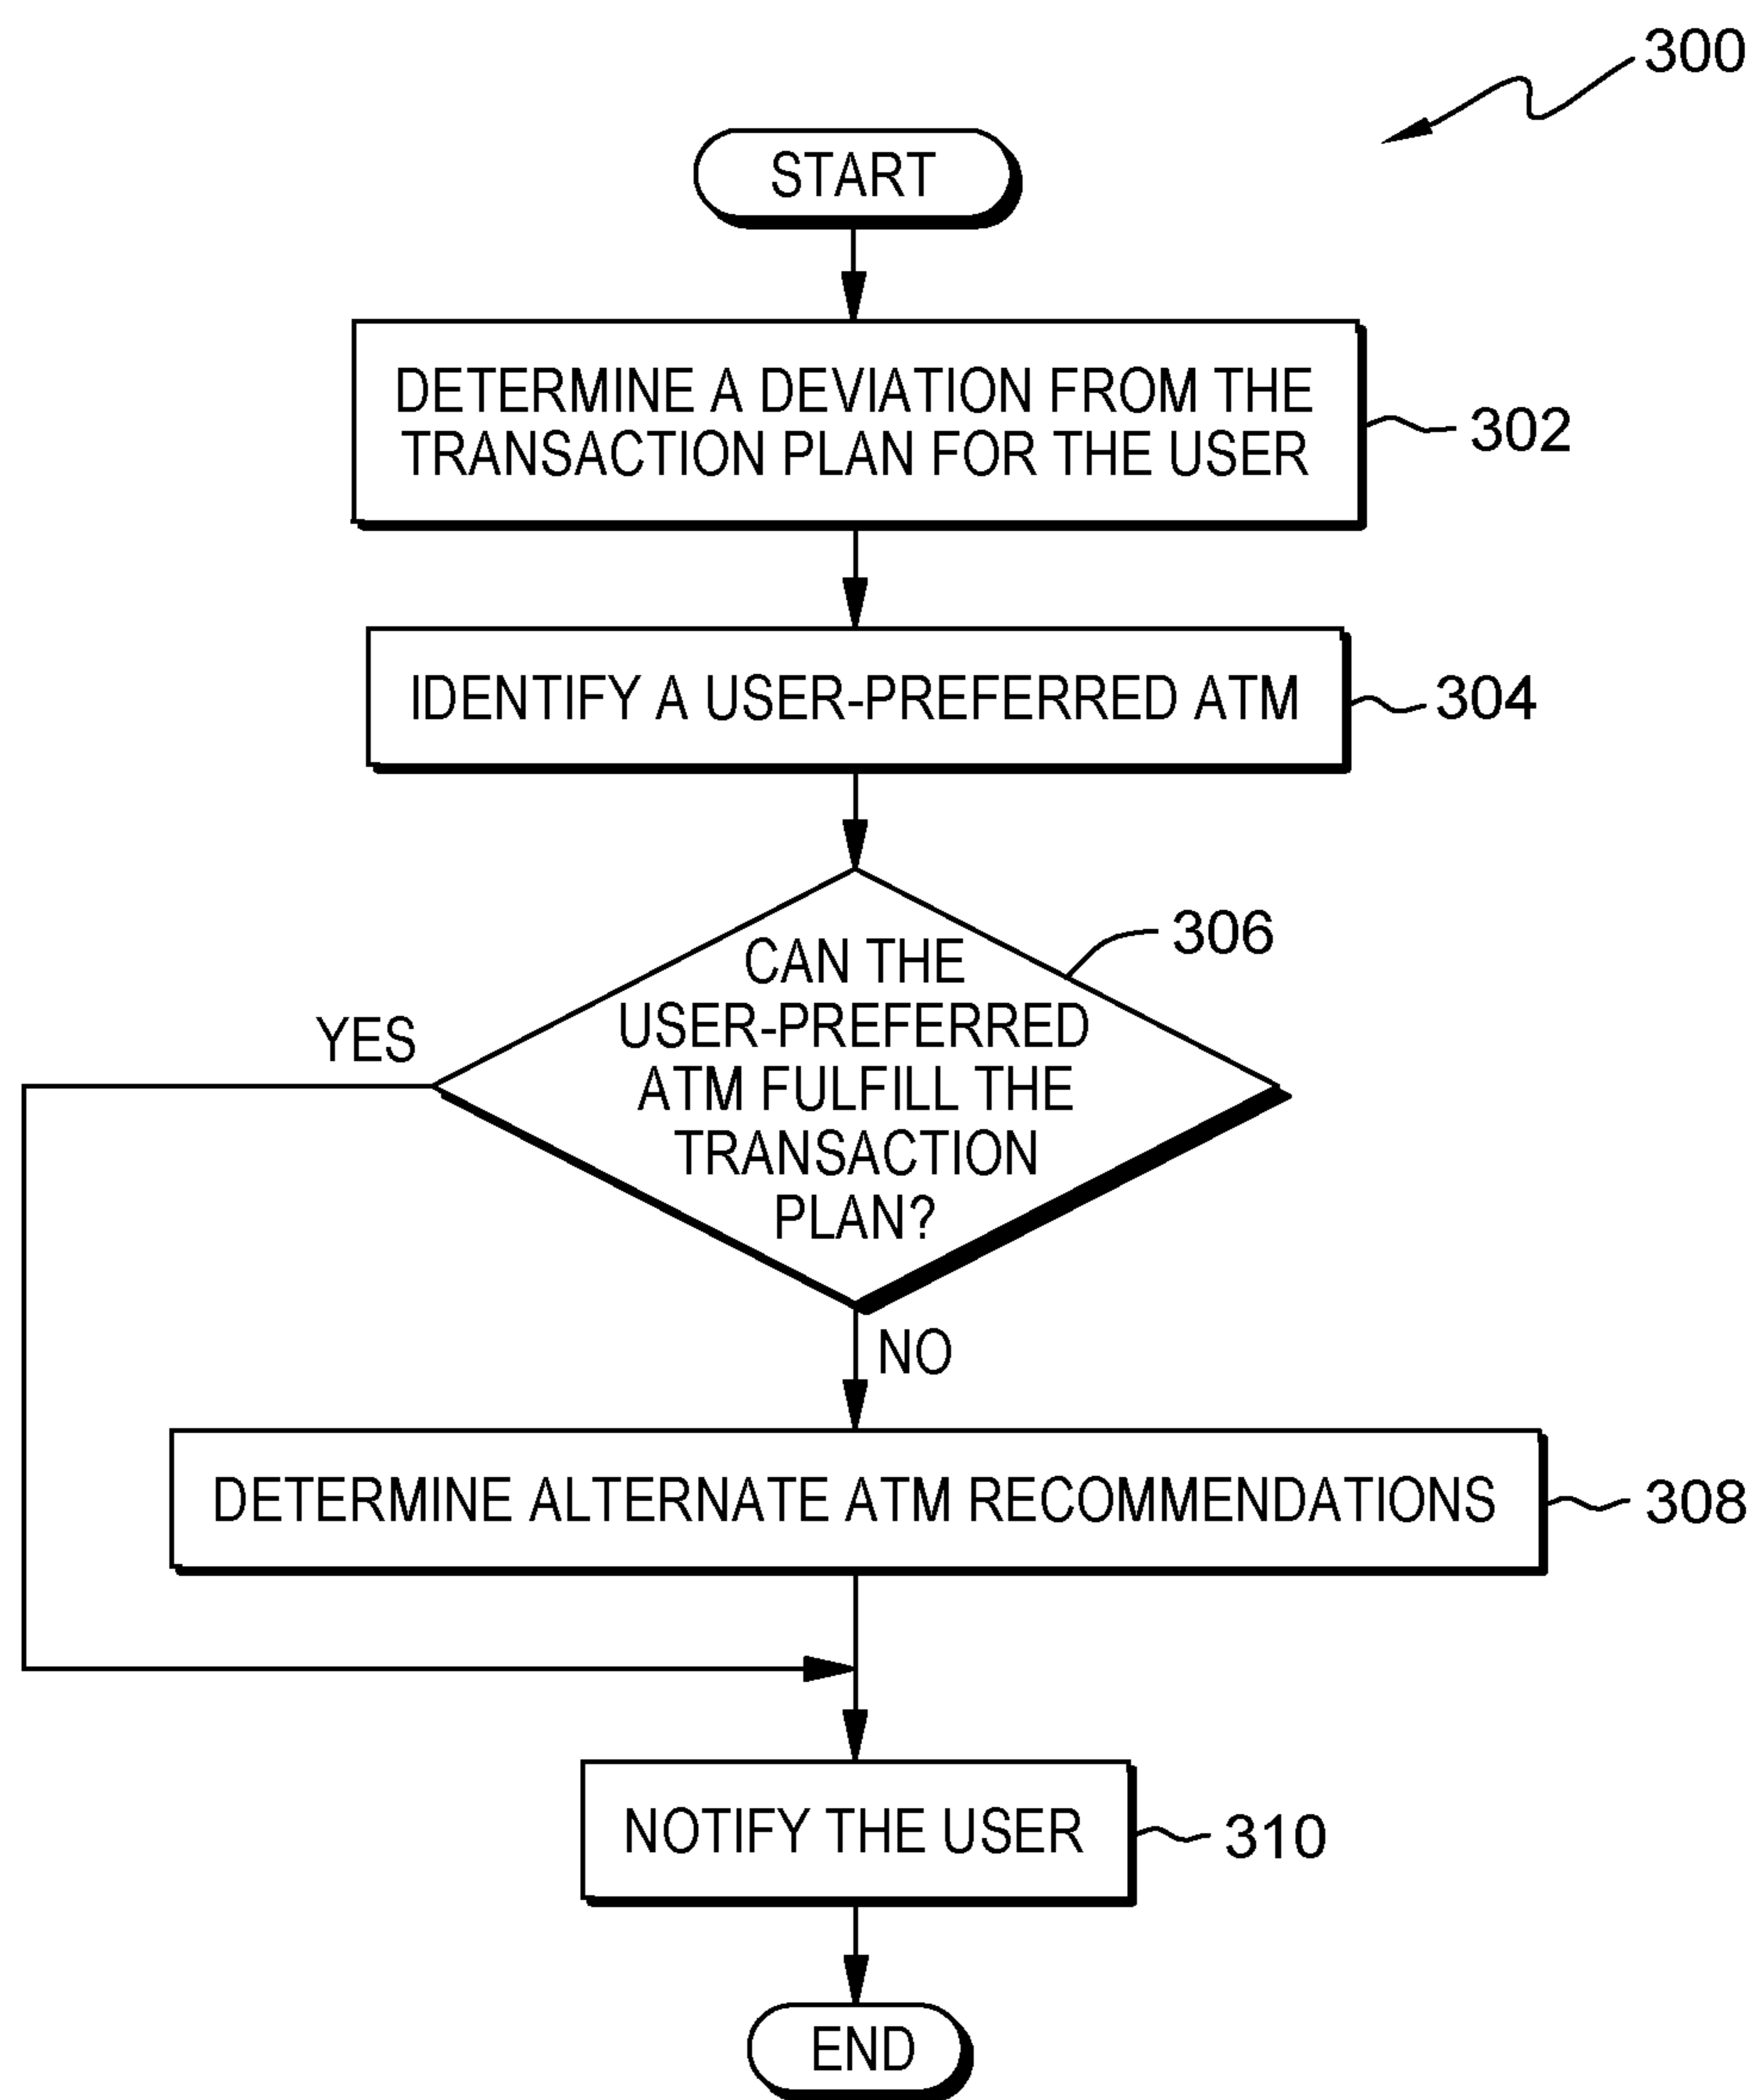 300
START
DETERMINE A DEVIATION FROM THE
TRANSACTION PLAN FOR THE USER
302
IDENTIFY A USER-PREFERRED ATM
304
CAN THE
USER-PREFERRED
ATM FULFILL THE
TRANSACTION
PLAN?
306
YES
NO
DETERMINE ALTERNATE ATM RECOMMENDATIONS
308
NOTIFY THE USER
310
END